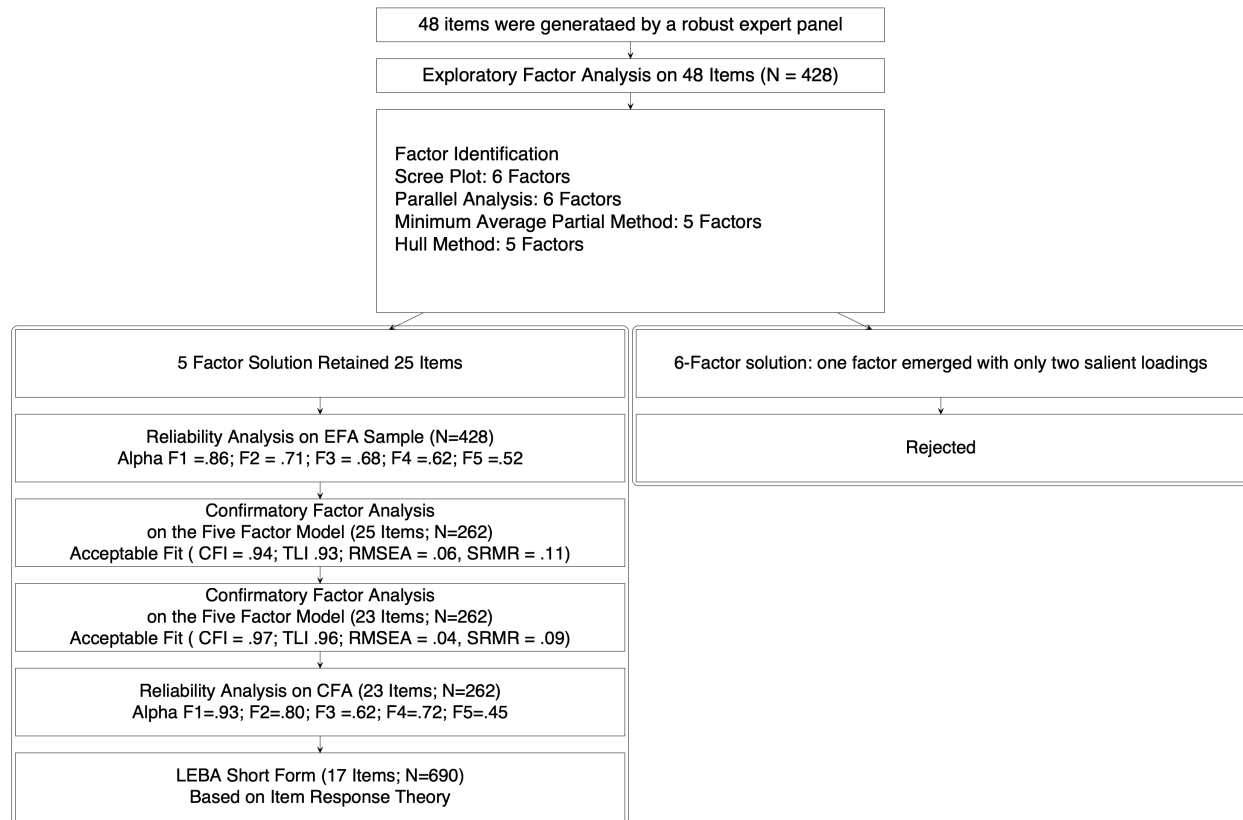 48 items were generataed by a robust expert panel
Exploratory Factor Analysis on 48 Items (N = 428)
Factor Identification
Scree Plot: 6 Factors
Parallel Analysis: 6 Factors
Minimum Average Partial Method: 5 Factors
Hull Method: 5 Factors
5 Factor Solution Retained 25 Items
6-Factor solution: one factor emerged with only two salient loadings
Reliability Analysis on EFA Sample (N=428)
Alpha F1 =.86; F2 = .71; F3 = .68; F4 =.62; F5 =.52
Rejected
Confirmatory Factor Analysis
on the Five Factor Model (25 Items; N=262)
Acceptable Fit ( CFI = .94; TLI .93; RMSEA = .06, SRMR = .11)
Confirmatory Factor Analysis
on the Five Factor Model (23 Items; N=262)
Acceptable Fit ( CFI = .97; TLI .96; RMSEA = .04, SRMR = .09)
Reliability Analysis on CFA (23 Items; N=262)
Alpha F1=.93; F2=.80; F3 =.62; F4=.72; F5=.45
LEBA Short Form (17 Items; N=690)
Based on Item Response Theory